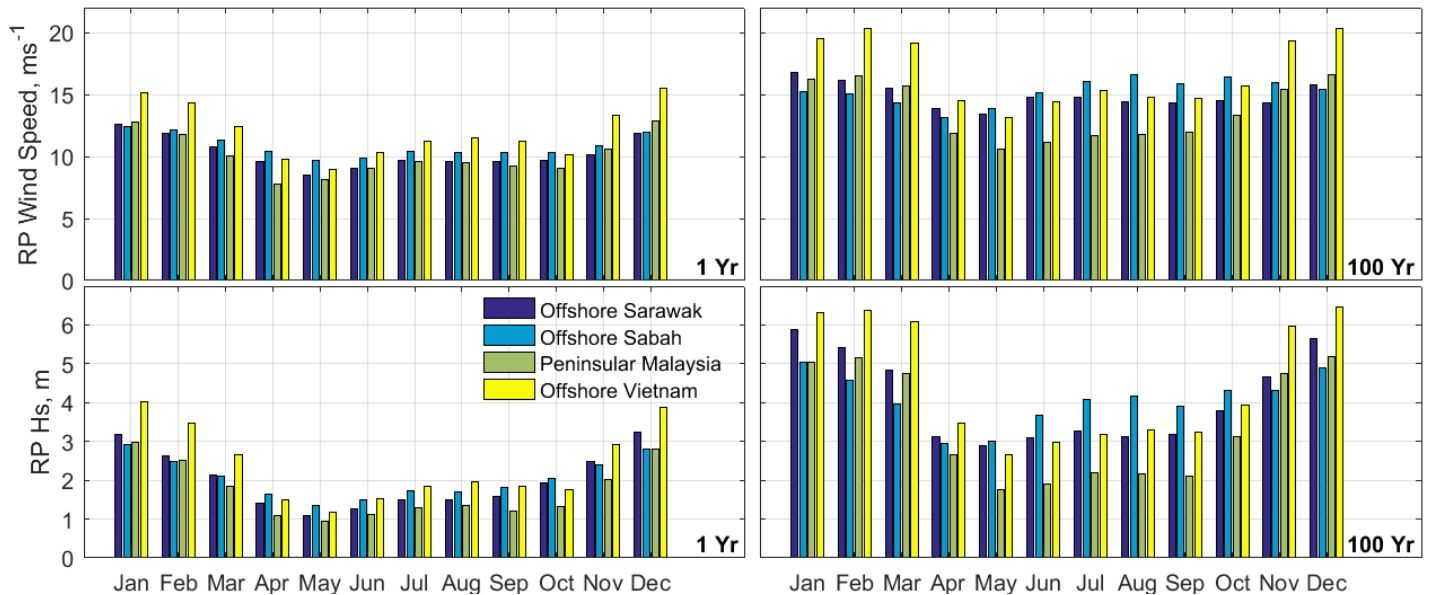 RP Wind Speed, ms⁻¹
20
15
10
5
0
1 Yr
100 Yr
RP Hs, m
6
5
4
3
2
1
0
Offshore Sarawak
Offshore Sabah
Peninsular Malaysia
Offshore Vietnam
1 Yr
100 Yr
Jan Feb Mar Apr May Jun Jul Aug Sep Oct Nov Dec
Jan Feb Mar Apr May Jun Jul Aug Sep Oct Nov Dec